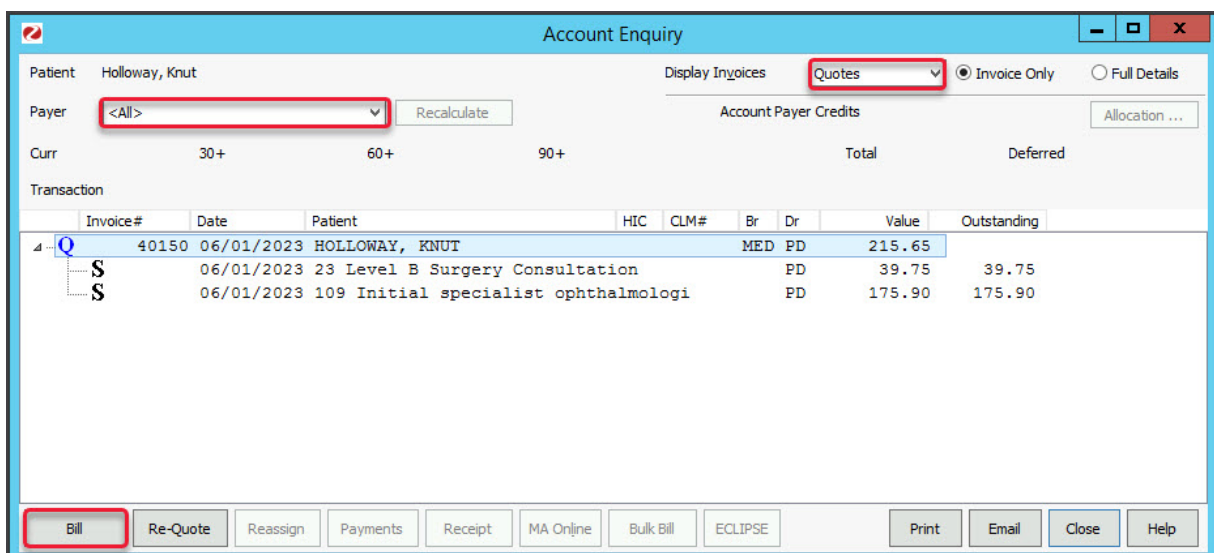 Account Enquiry
Patient Holloway, Knut Display Invoices Quotes Invoice Only Full Details
Payer <All> Recalculate Account Payer Credits Allocation ...
Curr 30+ 60+ 90+ Total Deferred
Transaction
Invoice# Date Patient HIC CLM# Br Dr Value Outstanding
Q 40150 06/01/2023 HOLLOWAY, KNUT MED PD 215.65
S 06/01/2023 23 Level B Surgery Consultation PD 39.75 39.75
S 06/01/2023 109 Initial specialist ophthalmologi PD 175.90 175.90
Bill Re-Quote Reassign Payments Receipt MA Online Bulk Bill ECLIPSE Print Email Close Help